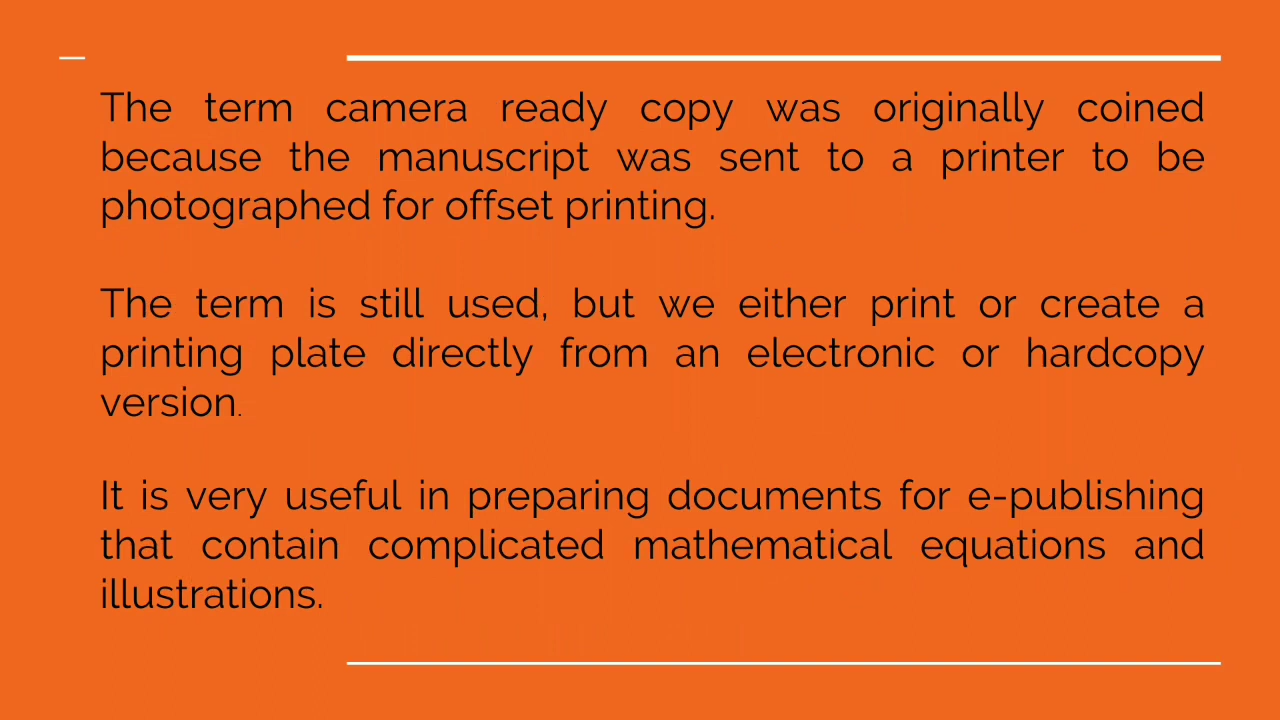 The term camera ready copy was originally coined
because the manuscript was sent to a printer to be
photographed for offset printing.
The term is still used, but we either print or create a
printing plate directly from an electronic or hardcopy
version.
It is very useful in preparing documents for e-publishing
that contain complicated mathematical equations and
illustrations.